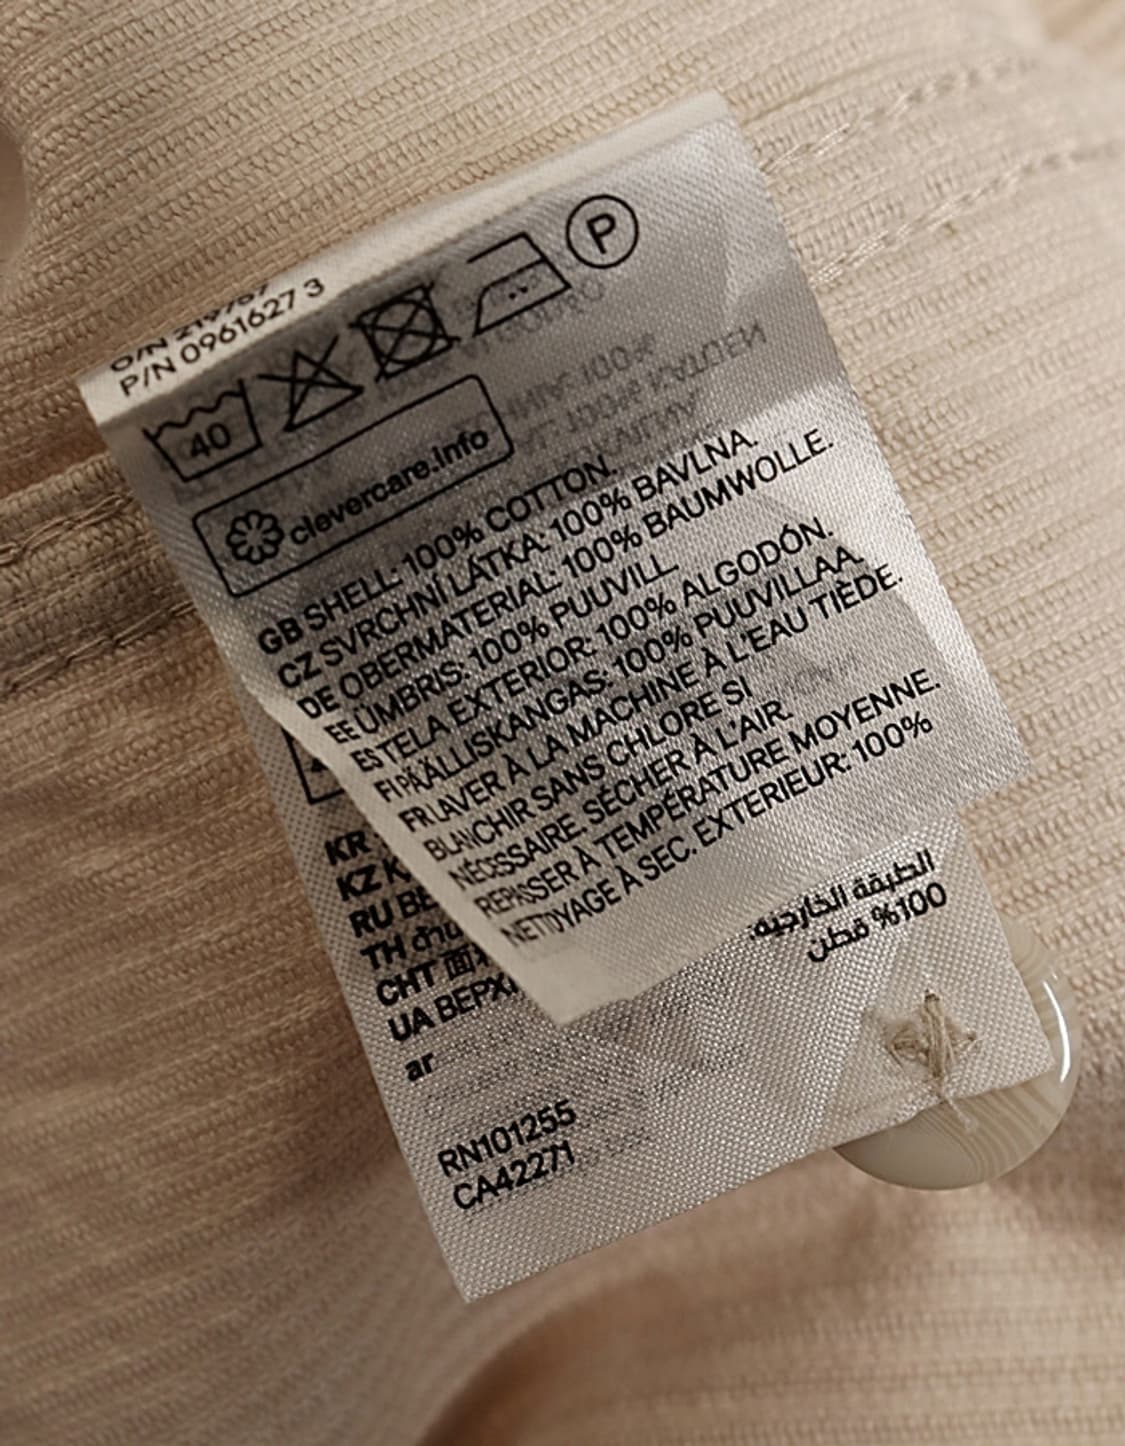 P/N 0961627 3
P
40
clevercare.info
GB SHELL: 100% COTTON.
CZ SVRCHNÍ LÁTKA: 100% BAVLNA.
DE OBERMATERIAL: 100% BAUMWOLLE.
EE ÜMBRIS: 100% PUUVILL
ES TELA EXTERIOR: 100% ALGODÓN.
FI PÄÄLLISKANGAS: 100% PUUVILLAA.
FR LAVER À LA MACHINE À L'EAU TIÈDE.
BLANCHIR SANS CHLORE SI
NÉCESSAIRE. SÉCHER À L'AIR.
REPASSER À TEMPÉRATURE MOYENNE.
NETTOYAGE À SEC. EXTERIEUR: 100%
KR
KZ
RU
TH
CHT
UA
ar
الطبقة الخارجية:
100% قطن
RN101255
CA42271